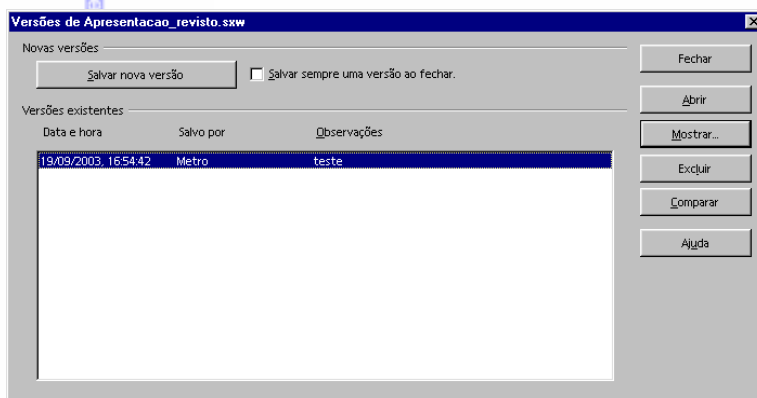 Versões de Apresentacao_revisto.sxw
Novas versões
Salvar nova versão
Salvar sempre uma versão ao fechar.
Fechar
Abrir
Versões existentes
Data e hora Salvo por Observações
Mostrar...
19/09/2003, 16:54:42 Metro teste
Excluir
Comparar
Ajuda